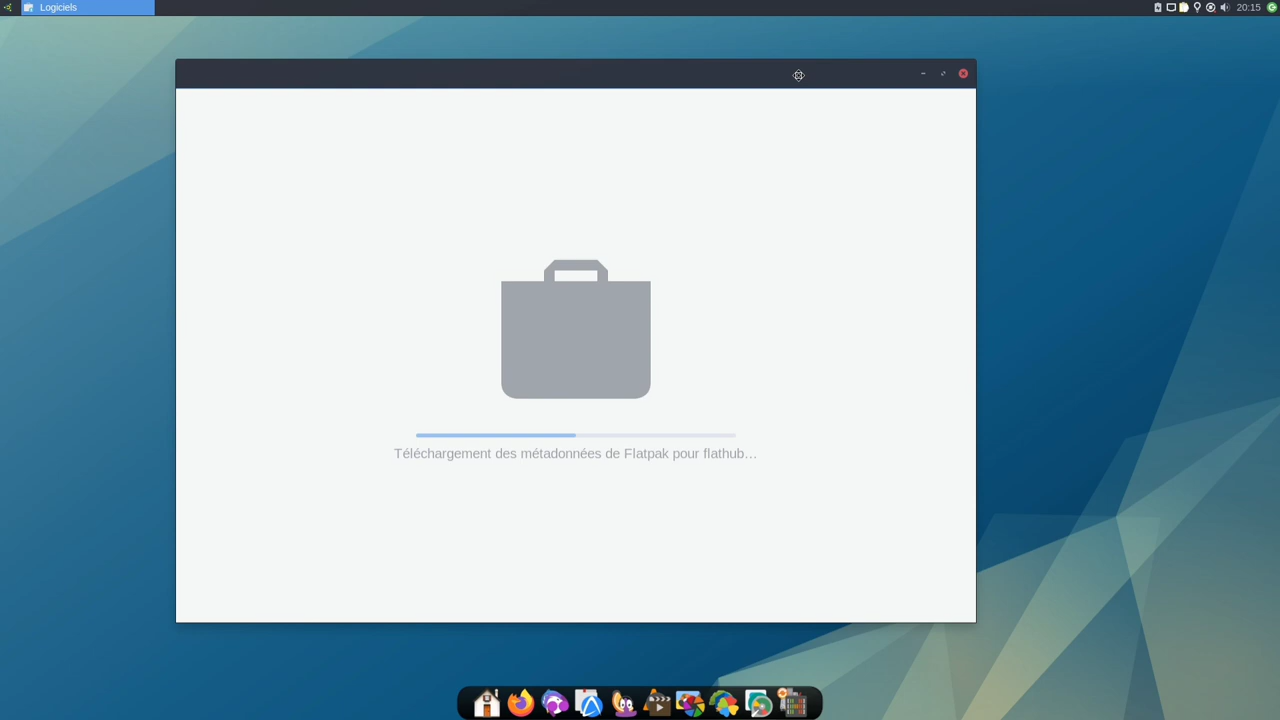 Logiciels
20:15
Téléchargement des métadonnées de Flatpak pour flathub…